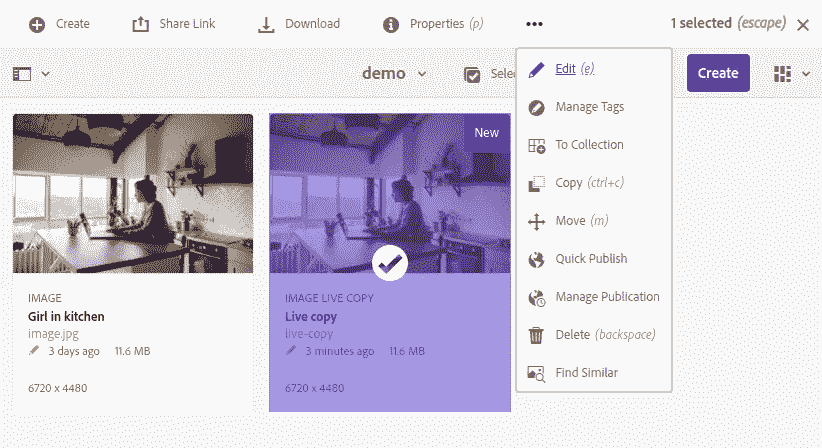 Create Share Link Download Properties (p) ••• 1 selected (escape)
demo Selec Create
Edit (e)
Manage Tags
To Collection
Copy (ctrl+c)
Move (m)
Quick Publish
Manage Publication
Delete (backspace)
Find Similar
IMAGE
Girl in kitchen
image.jpg
3 days ago 11.6 MB
6720 x 4480
New
IMAGE LIVE COPY
Live copy
live-copy
3 minutes ago 11.6 MB
6720 x 4480